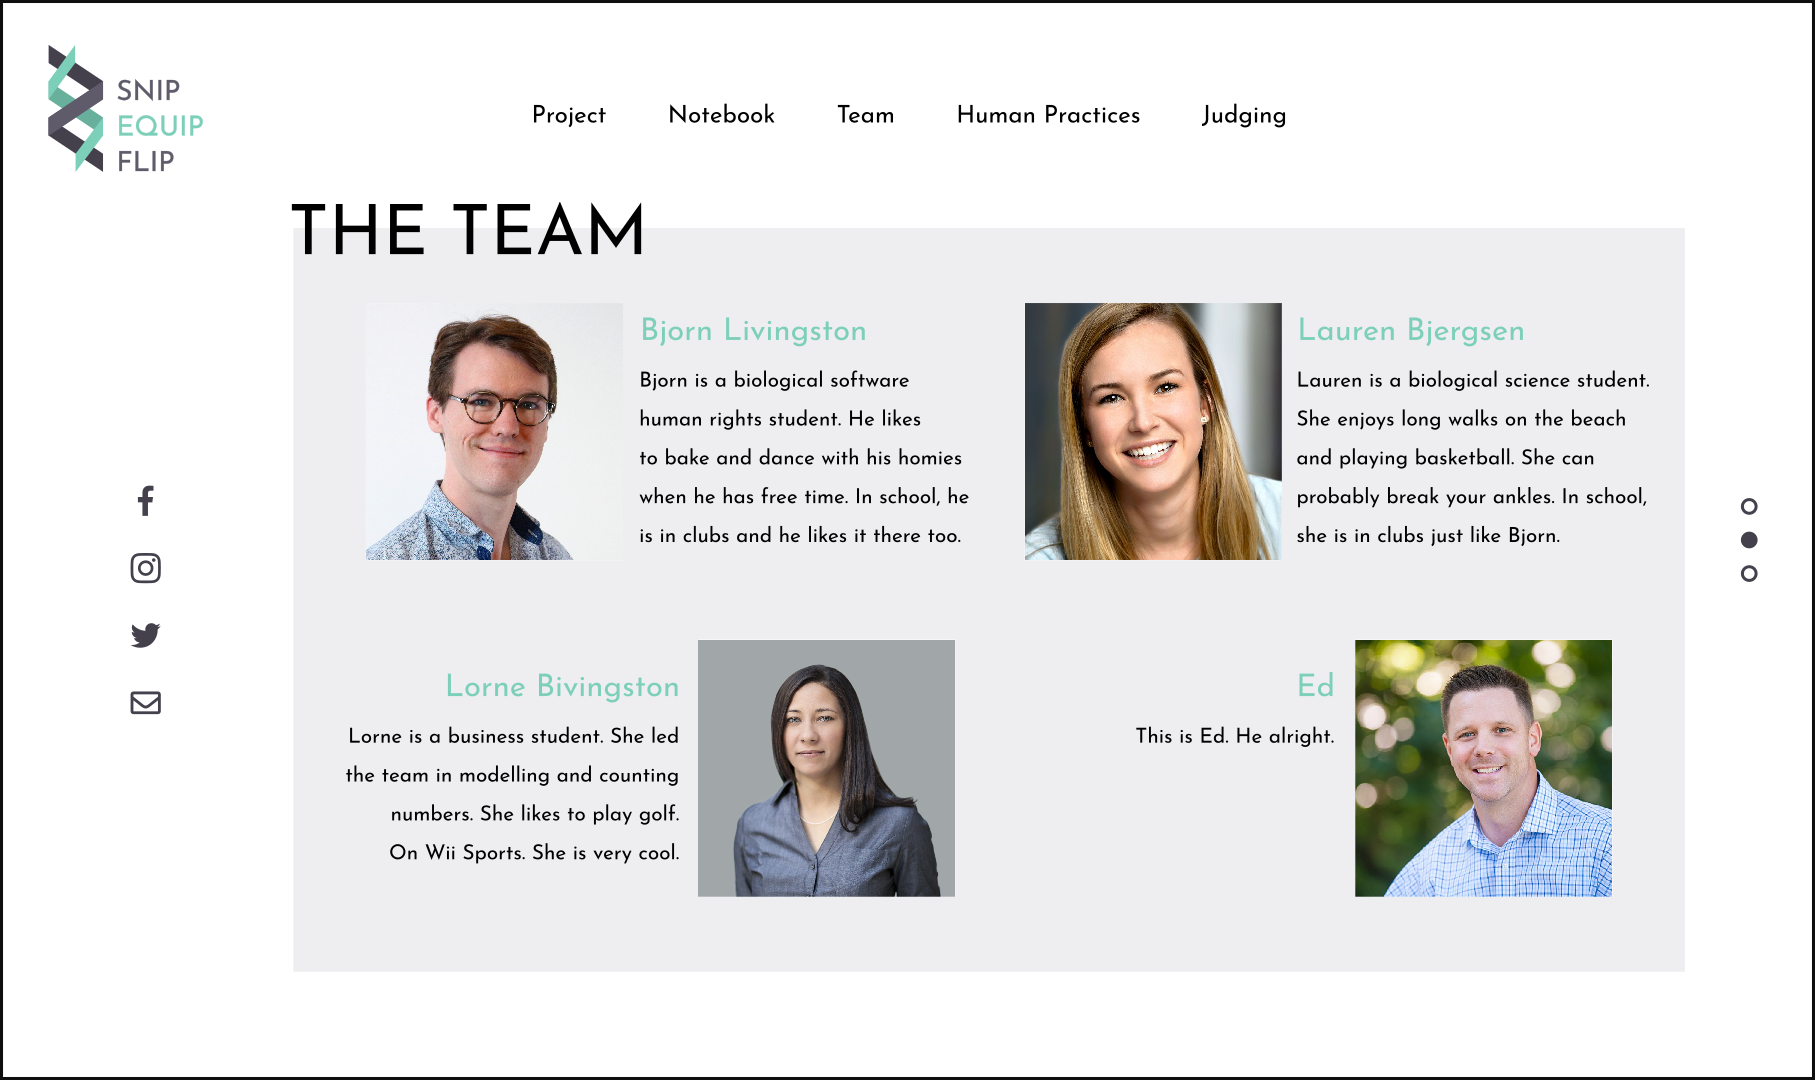 SNIP
EQUIP
FLIP
Project Notebook Team Human Practices Judging
THE TEAM
Bjorn Livingston
Bjorn is a biological software
human rights student. He likes
to bake and dance with his homies
when he has free time. In school, he
is in clubs and he likes it there too.
Lauren Bjergsen
Lauren is a biological science student.
She enjoys long walks on the beach
and playing basketball. She can
probably break your ankles. In school,
she is in clubs just like Bjorn.
Lorne Bivingston
Lorne is a business student. She led
the team in modelling and counting
numbers. She likes to play golf.
On Wii Sports. She is very cool.
Ed
This is Ed. He alright.